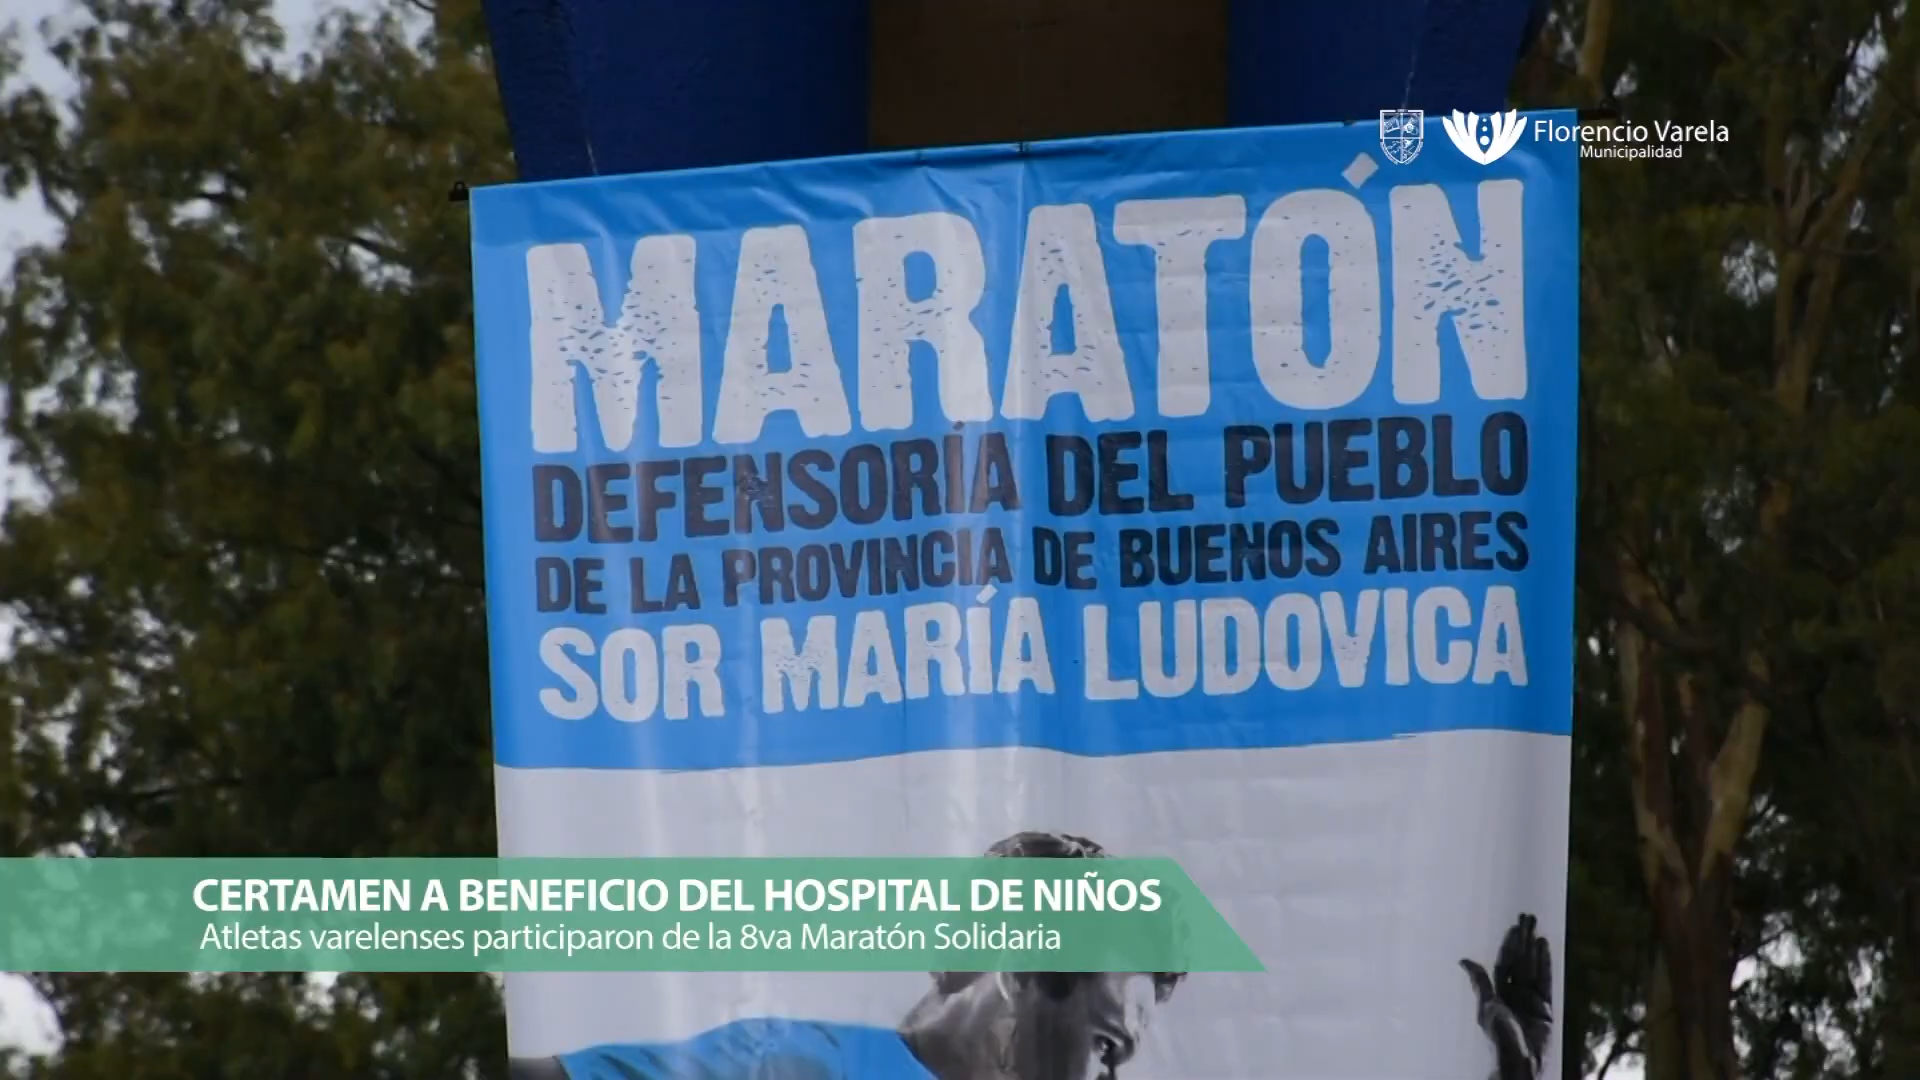 Florencio Varela
Municipalidad
MARATÓN
DEFENSORÍA DEL PUEBLO
DE LA PROVINCIA DE BUENOS AIRES
SOR MARÍA LUDOVICA
CERTAMEN A BENEFICIO DEL HOSPITAL DE NIÑOS
Atletas varelenses participaron de la 8va Maratón Solidaria